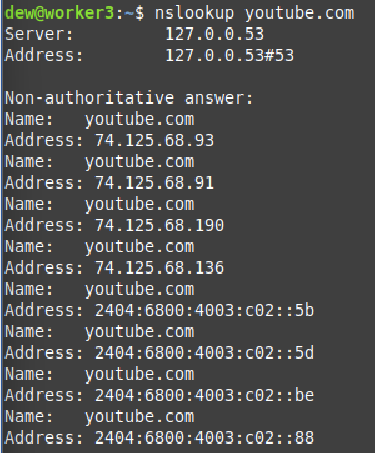 dew@worker3:~$ nslookup youtube.com
Server:         127.0.0.53
Address:        127.0.0.53#53

Non-authoritative answer:
Name:   youtube.com
Address: 74.125.68.93
Name:   youtube.com
Address: 74.125.68.91
Name:   youtube.com
Address: 74.125.68.190
Name:   youtube.com
Address: 74.125.68.136
Name:   youtube.com
Address: 2404:6800:4003:c02::5b
Name:   youtube.com
Address: 2404:6800:4003:c02::5d
Name:   youtube.com
Address: 2404:6800:4003:c02::be
Name:   youtube.com
Address: 2404:6800:4003:c02::88